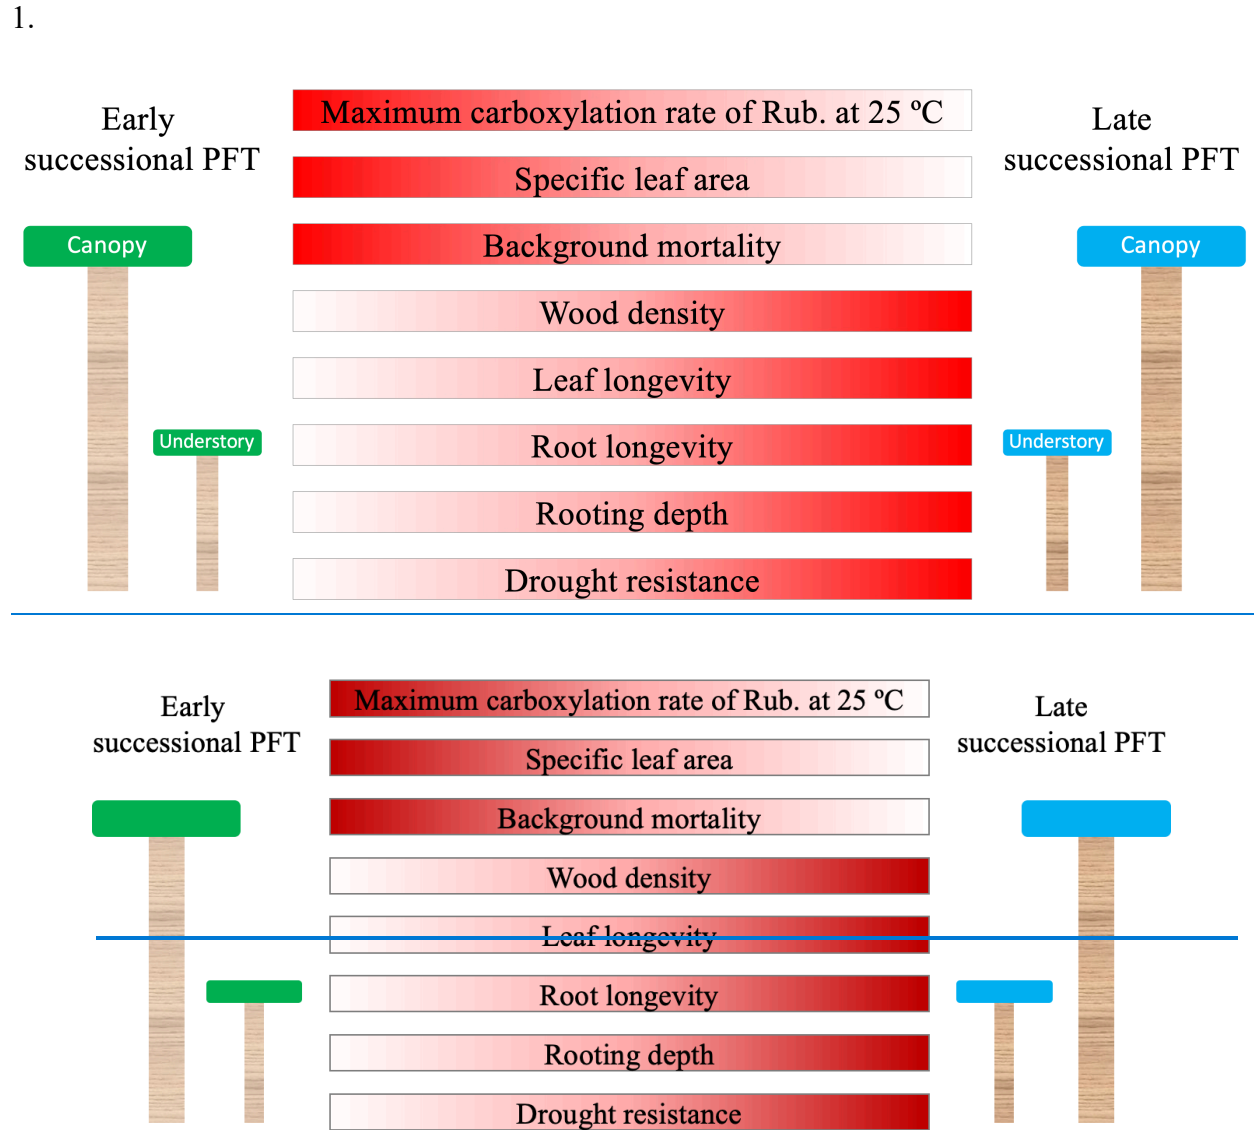 1.
Early
successional PFT
Maximum carboxylation rate of Rub. at 25 ºC
Specific leaf area
Background mortality
Wood density
Leaf longevity
Root longevity
Rooting depth
Drought resistance
Late
successional PFT
Canopy
Understory
Canopy
Understory
Early
successional PFT
Maximum carboxylation rate of Rub. at 25 ºC
Specific leaf area
Background mortality
Wood density
Leaf longevity
Root longevity
Rooting depth
Drought resistance
Late
successional PFT